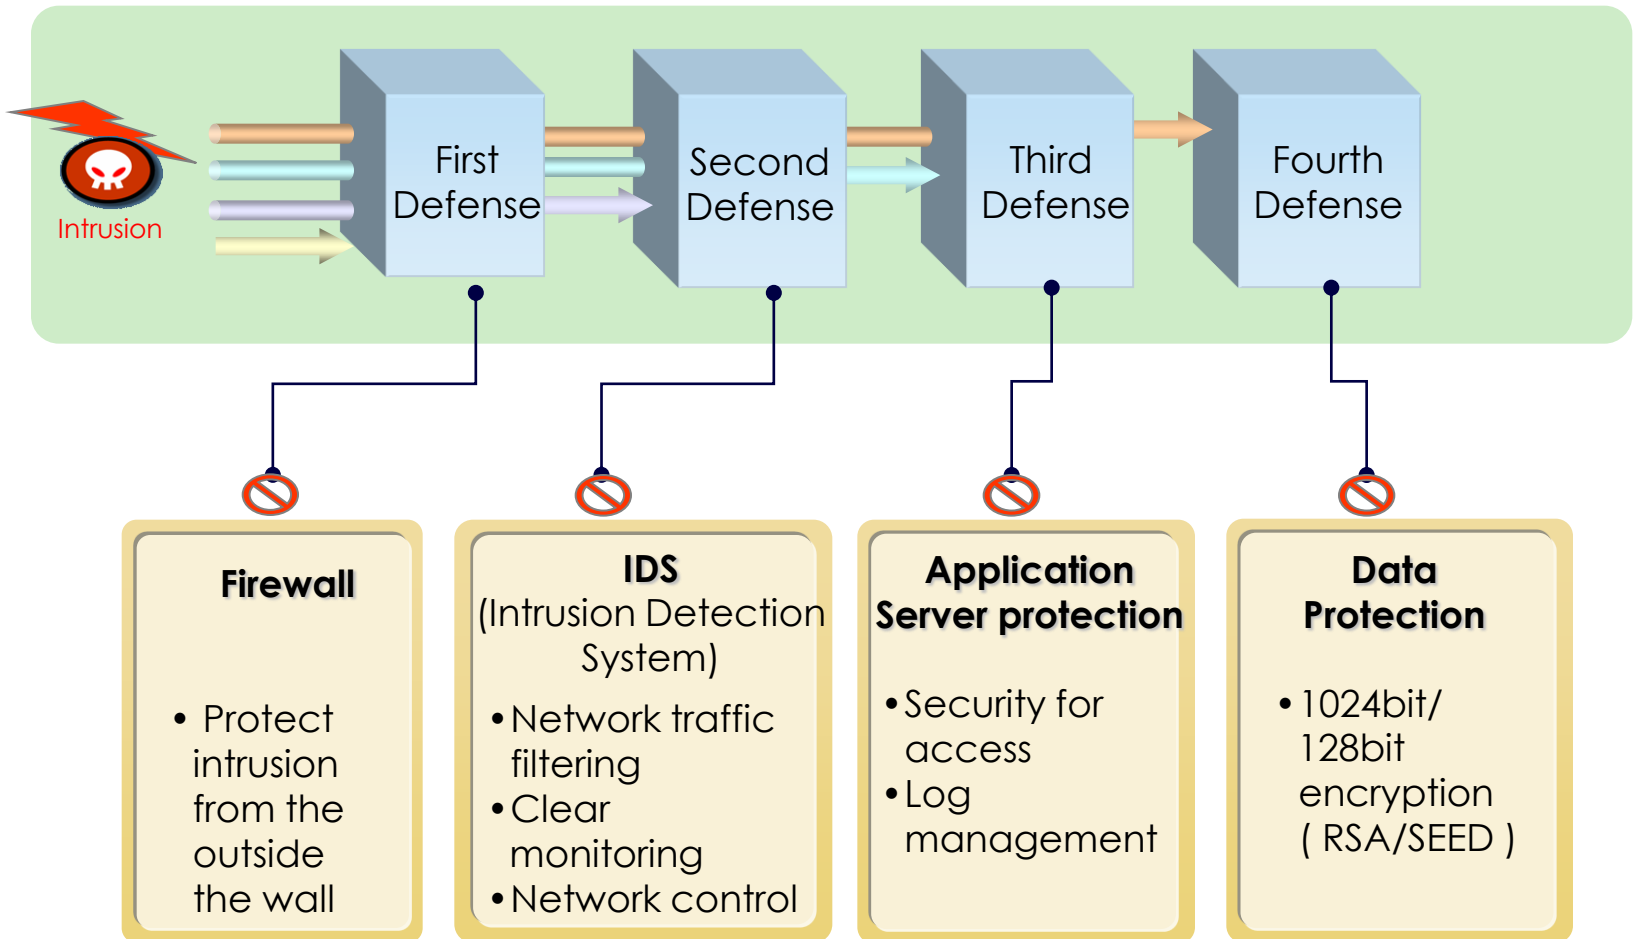 Intrusion
First
Defense
Second
Defense
Third
Defense
Fourth
Defense
Firewall
• Protect
intrusion
from the
outside
the wall
IDS
(Intrusion Detection
System)
•Network traffic
filtering
•Clear
monitoring
•Network control
Application
Server protection
•Security for
access
•Log
management
Data
Protection
•1024bit/
128bit
encryption
( RSA/SEED )